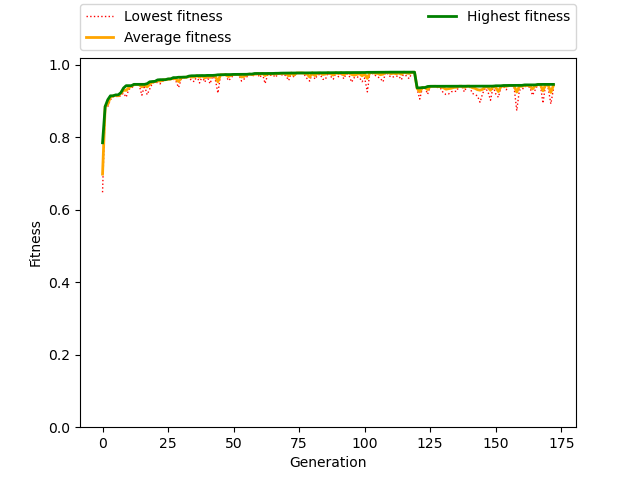 Lowest fitness
Average fitness
Highest fitness
1.0
0.8
0.6
0.4
0.2
0.0
Fitness
0 25 50 75 100 125 150 175
Generation